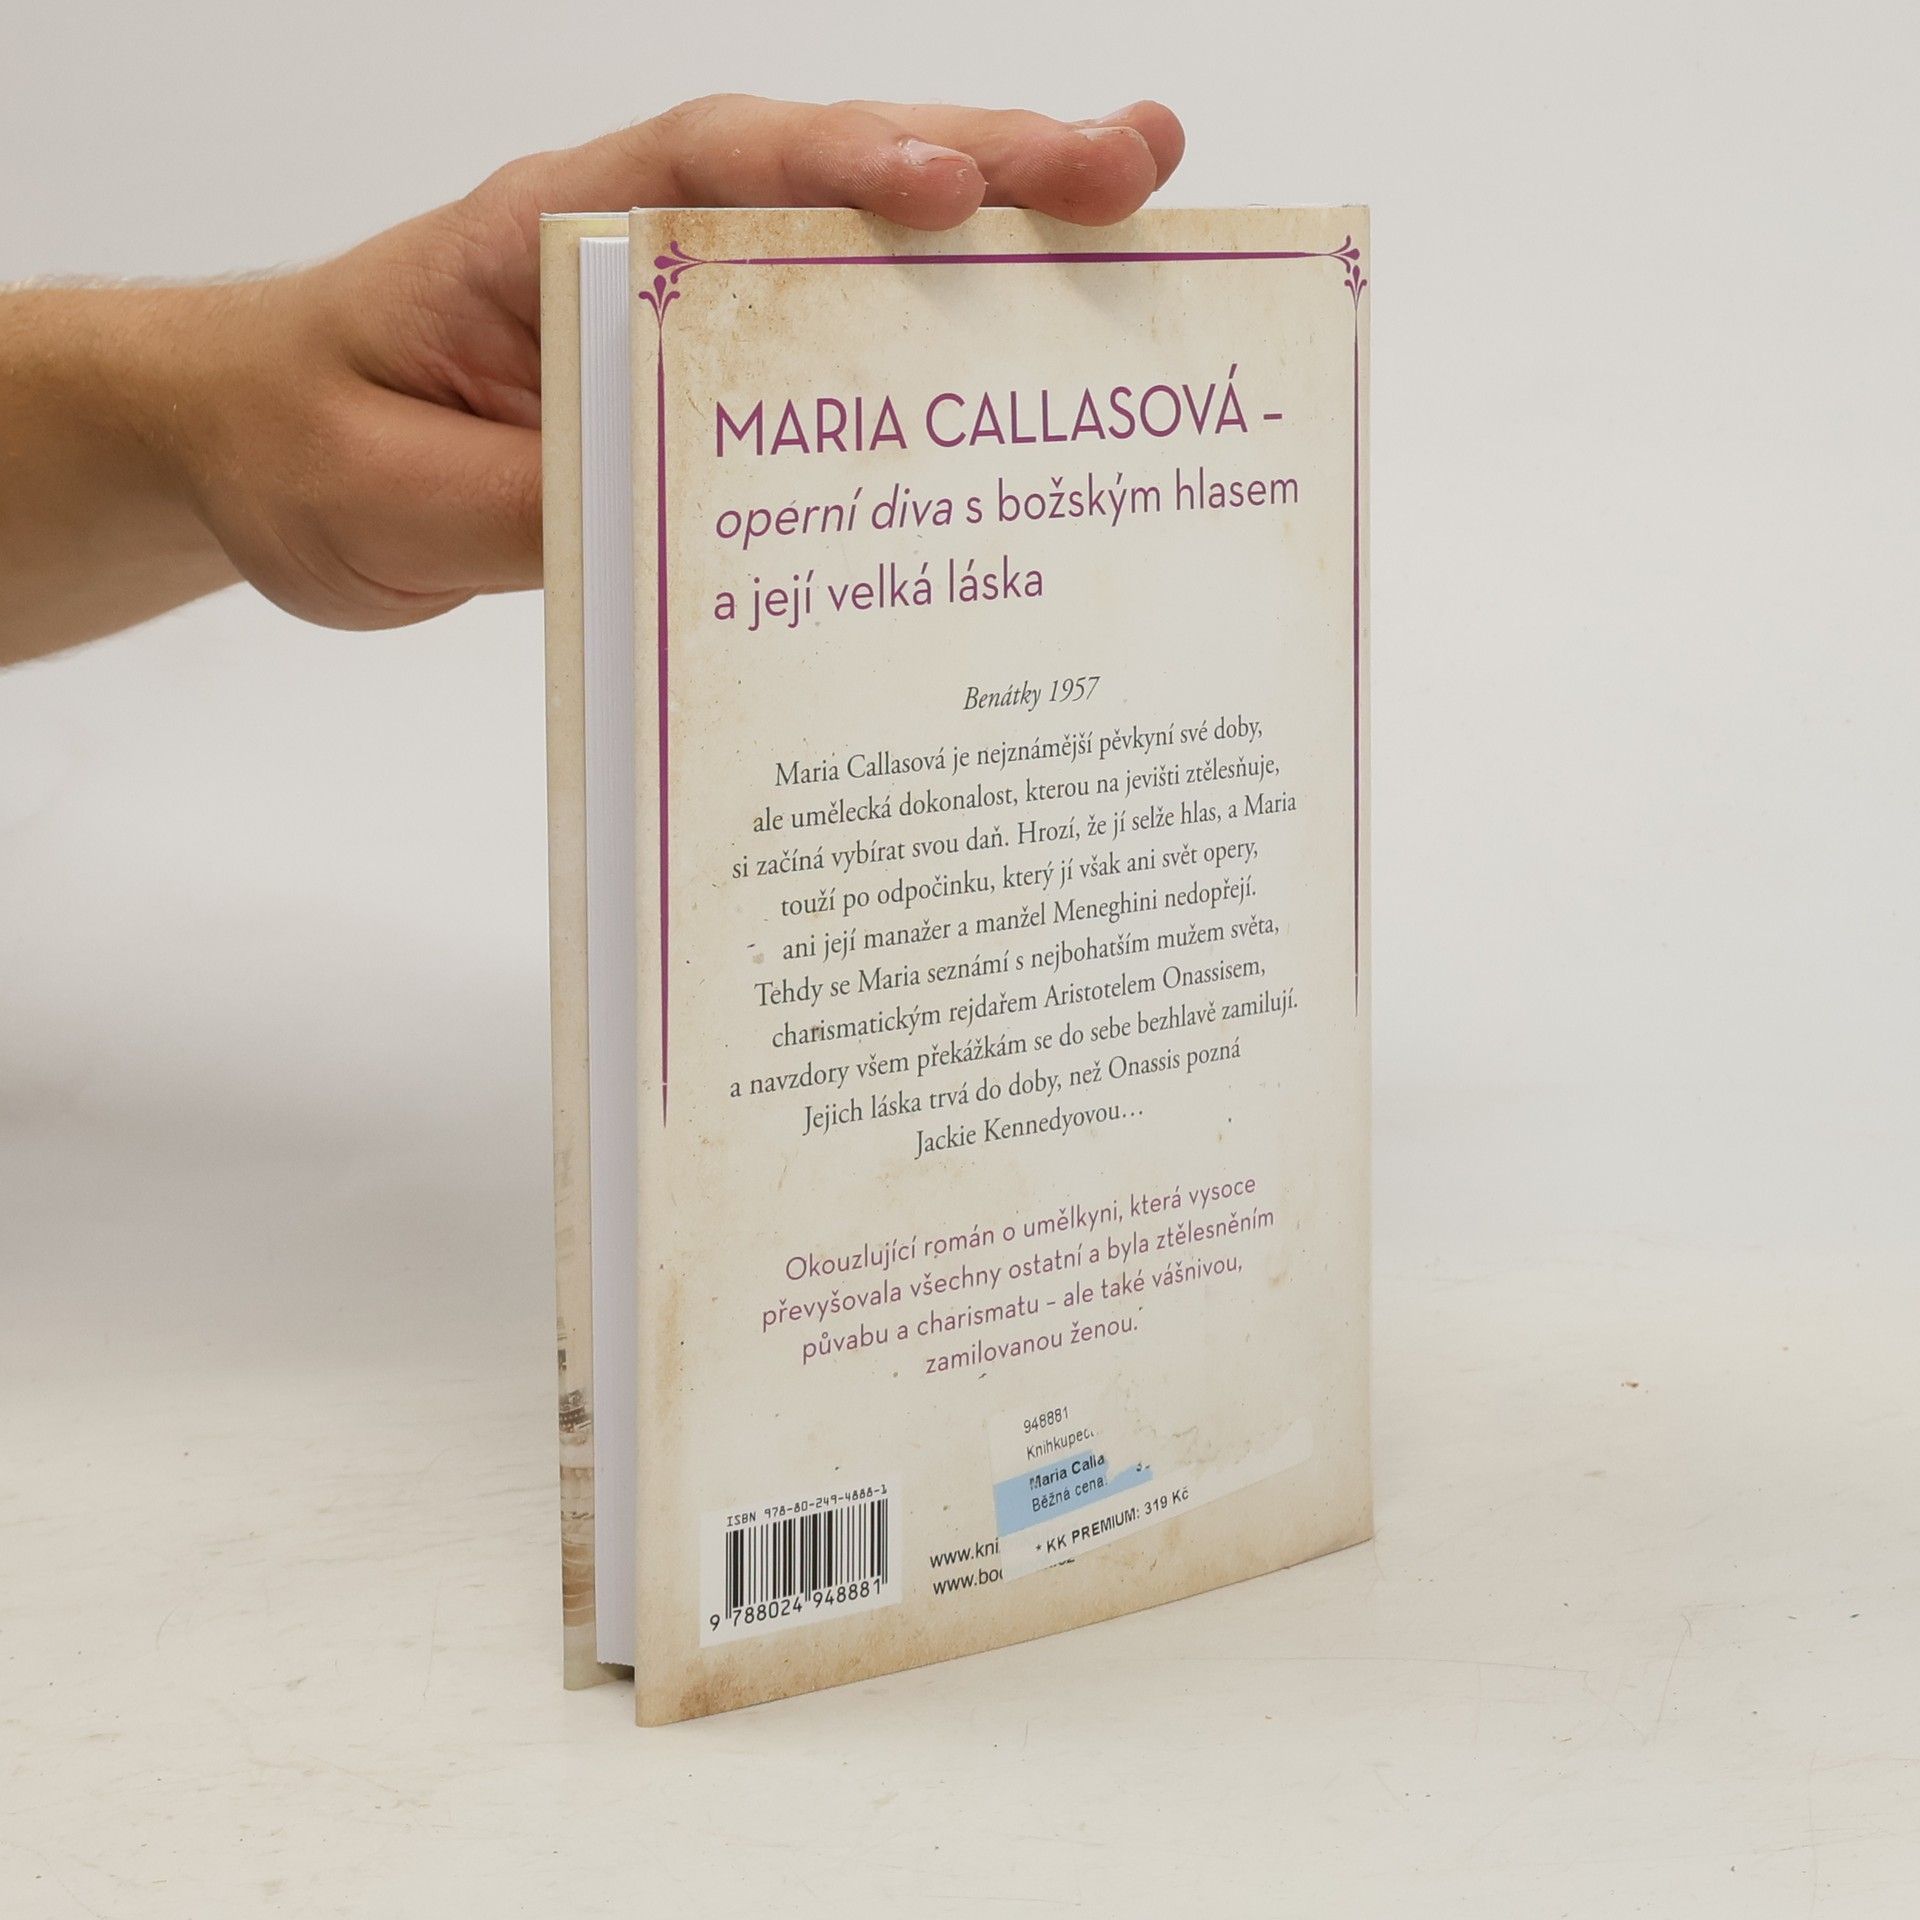 MARIA CALLASOVÁ –
operní diva s božským hlasem
a její velká láska
Benátky 1957
Maria Callasová je nejznámější pěvkyní své doby,
ale umělecká dokonalost, kterou na jevišti ztělesňuje,
si začíná vybírat svou daň. Hrozí, že jí selže hlas, a Maria
touží po odpočinku, který jí však ani svět opery,
ani její manažer a manžel Meneghini nedopřejí.
Tehdy se Maria seznámí s nejbohatším mužem světa,
charismatickým rejdařem Aristotelem Onassisem,
a navzdory všem překážkám se do sebe bezhlavě zamilují.
Jejich láska trvá do doby, než Onassis pozná
Jackie Kennedyovou…
Okouzlující román o umělkyni, která vysoce
převyšovala všechny ostatní a byla ztělesněním
půvabu a charismatu – ale také vášnivou,
zamilovanou ženou.
948881
Knihkupec
Maria Calla
Běžná cena:
* KK PREMIUM: 319 Kč
ISBN 978-80-249-4888-1
9 788024 948881
www.kni
www.boo